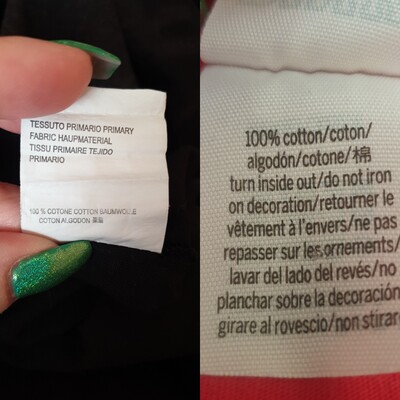 TESSUTO PRIMARIO PRIMARY
FABRIC HAUPMATERIAL
TISSU PRIMAIRE TEJIDO
PRIMARIO
100 % COTONE COTTON BAUMWOLLE
COTON ALGODON
100% cotton/coton/
algodón/cotone/棉
turn inside out/do not iron
on decoration/retourner le
vêtement à l'envers/ne pas
repasser sur les ornements/
lavar del lado del revés/no
planchar sobre la decoración
girare al rovescio/non stirare